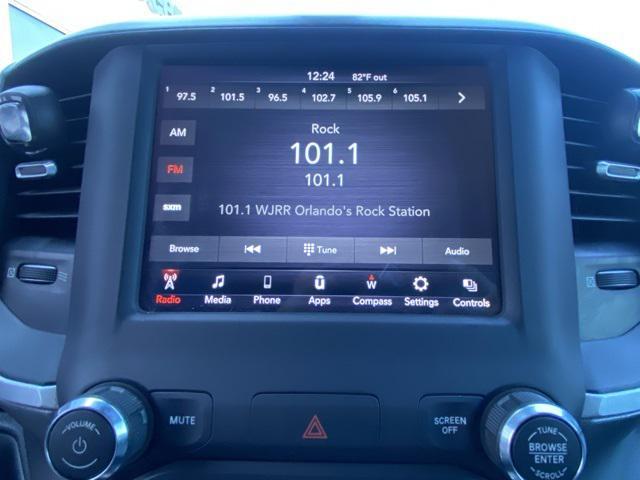 12:24 82°F out
1 97.5 2 101.5 3 96.5 4 102.7 5 105.9 6 105.1
AM
Rock
101.1
FM
101.1
sxm
101.1 WJRR Orlando's Rock Station
Browse Tune Audio
W
Radio Media Phone Apps Compass Settings Controls
VOLUME
MUTE
SCREEN
OFF
TUNE
BROWSE
ENTER
SCROLL